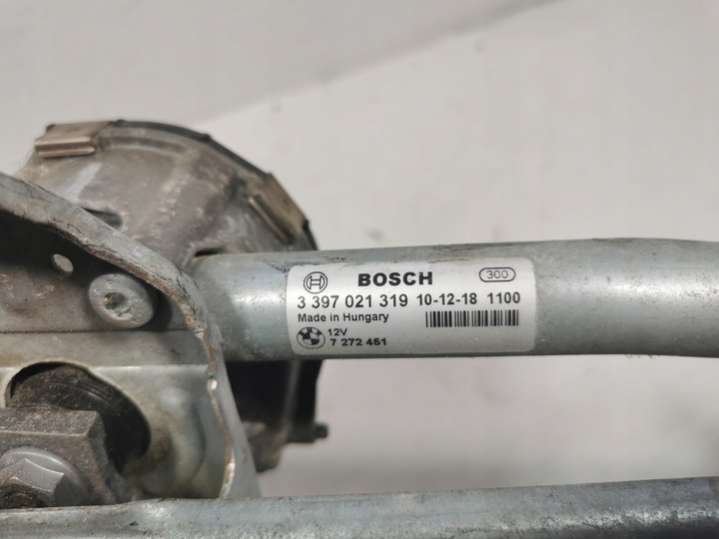 BOSCH 300
3 397 021 319 10-12-18 1100
Made in Hungary
12V
7 272 461